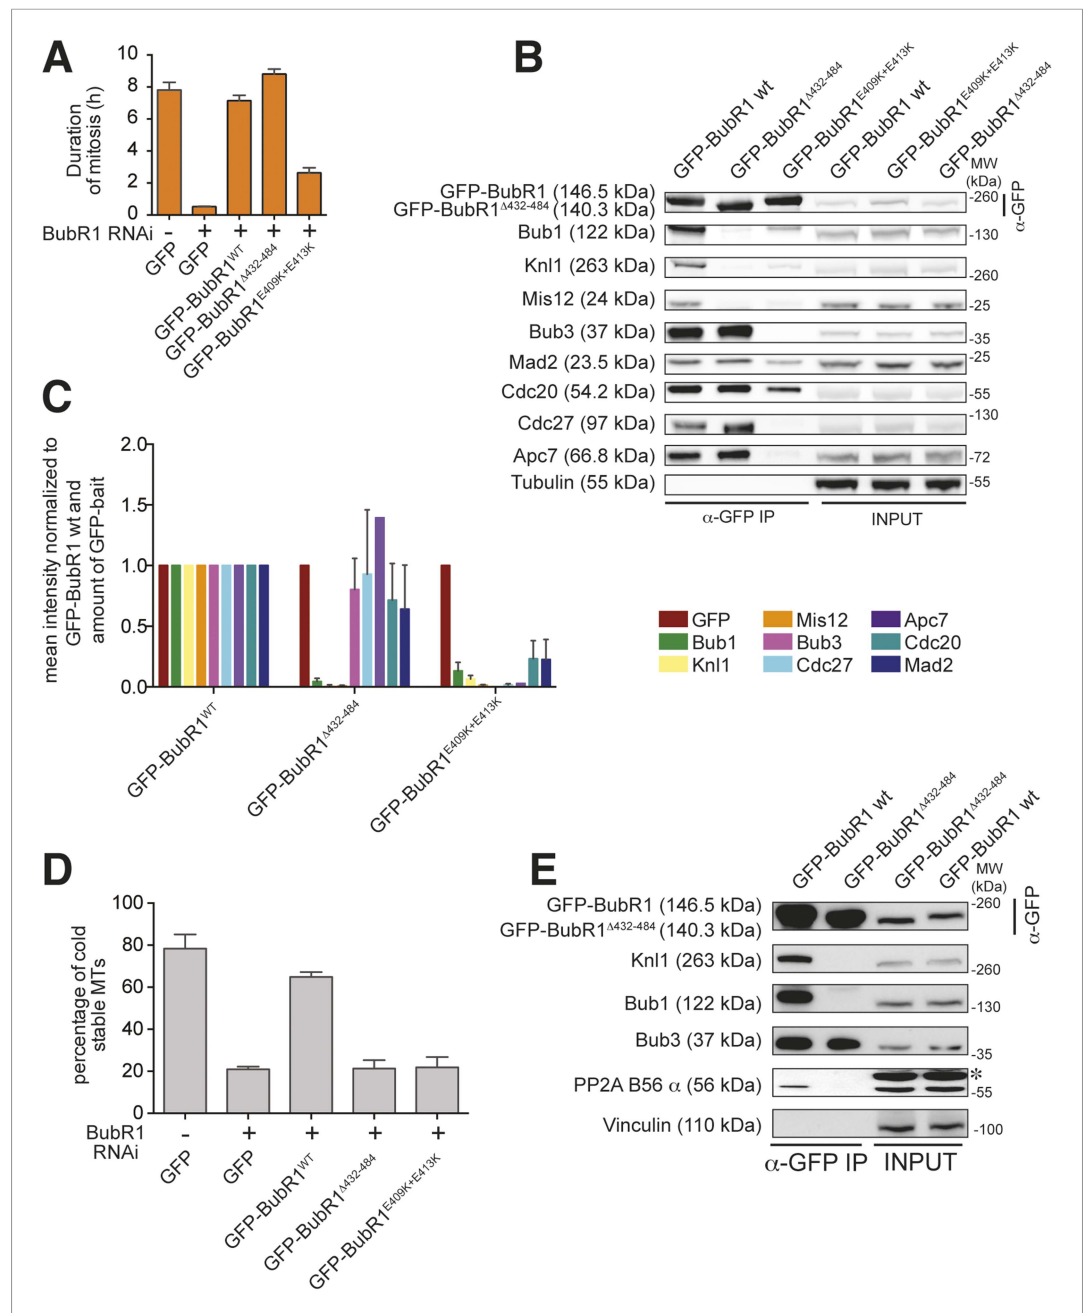 A
Duration
of mitosis (h)
10
8
6
4
2
0
BubR1 RNAi - + + + +
GFP
GFP
GFP-BubR1WT
GFP-BubR1Δ432-484
GFP-BubR1E409K+E413K
B
GFP-BubR1 wt
GFP-BubR1Δ432-484
GFP-BubR1E409K+E413K
GFP-BubR1 wt
GFP-BubR1E409K+E413K
GFP-BubR1Δ432-484
MW
(kDa)
GFP-BubR1 (146.5 kDa)
GFP-BubR1Δ432-484 (140.3 kDa)
-260
α-GFP
Bub1 (122 kDa)
-130
Knl1 (263 kDa)
-260
Mis12 (24 kDa)
-25
Bub3 (37 kDa)
-35
Mad2 (23.5 kDa)
-25
Cdc20 (54.2 kDa)
-55
Cdc27 (97 kDa)
-130
Apc7 (66.8 kDa)
-72
Tubulin (55 kDa)
-55
α-GFP IP
INPUT
C
mean intensity normalized to
GFP-BubR1 wt and
amount of GFP-bait
2.0
1.5
1.0
0.5
0.0
GFP-BubR1WT
GFP-BubR1Δ432-484
GFP-BubR1E409K+E413K
GFP
Bub1
Knl1
Mis12
Bub3
Cdc27
Apc7
Cdc20
Mad2
D
percentage of cold
stable MTs
100
80
60
40
20
0
BubR1
RNAi
- + + + +
GFP
GFP
GFP-BubR1WT
GFP-BubR1Δ432-484
GFP-BubR1E409K+E413K
E
GFP-BubR1 wt
GFP-BubR1Δ432-484
GFP-BubR1Δ432-484
GFP-BubR1 wt
MW
(kDa)
GFP-BubR1 (146.5 kDa)
GFP-BubR1Δ432-484 (140.3 kDa)
-260
α-GFP
Knl1 (263 kDa)
-260
Bub1 (122 kDa)
-130
Bub3 (37 kDa)
-35
PP2A B56 α (56 kDa)
*
-55
Vinculin (110 kDa)
-100
α-GFP IP
INPUT